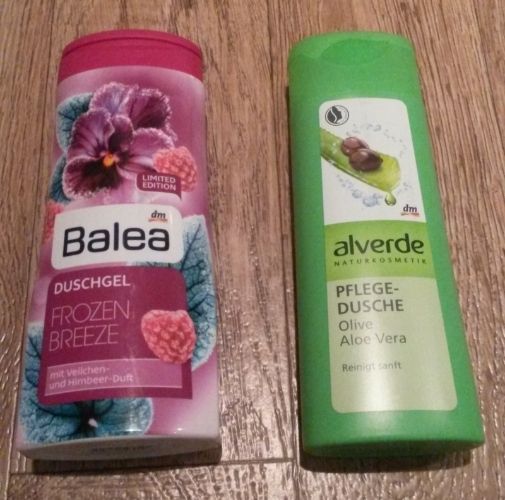 LIMITED
EDITION
dm
Balea
DUSCHGEL
FROZEN
BREEZE
mit Veilchen-
und Himbeer-Duft
dm
alverde
NATURKOSMETIK
PFLEGE-
DUSCHE
Olive
Aloe Vera
Reinigt sanft